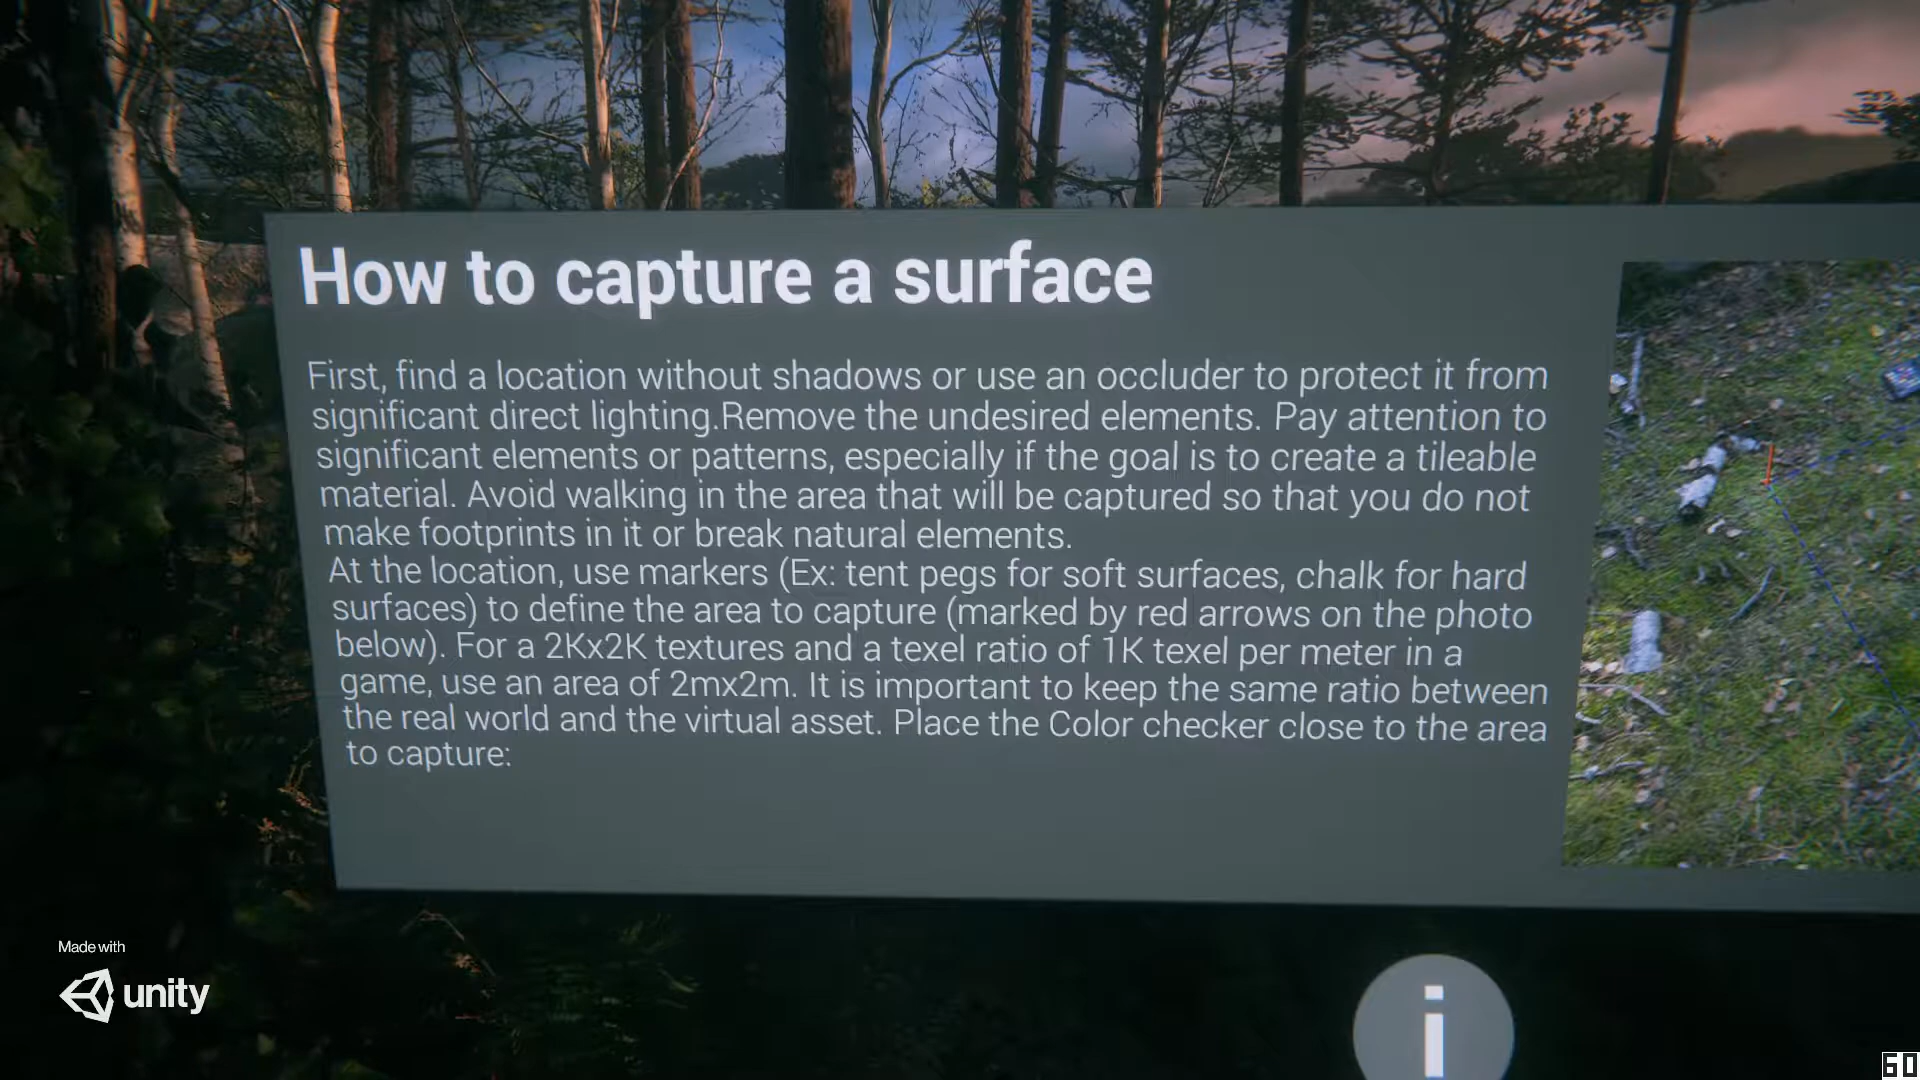 How to capture a surface
First, find a location without shadows or use an occluder to protect it from
significant direct lighting.Remove the undesired elements. Pay attention to
significant elements or patterns, especially if the goal is to create a tileable
material. Avoid walking in the area that will be captured so that you do not
make footprints in it or break natural elements.
At the location, use markers (Ex: tent pegs for soft surfaces, chalk for hard
surfaces) to define the area to capture (marked by red arrows on the photo
below). For a 2Kx2K textures and a texel ratio of 1K texel per meter in a
game, use an area of 2mx2m. It is important to keep the same ratio between
the real world and the virtual asset. Place the Color checker close to the area
to capture:
Made with
unity
i
60